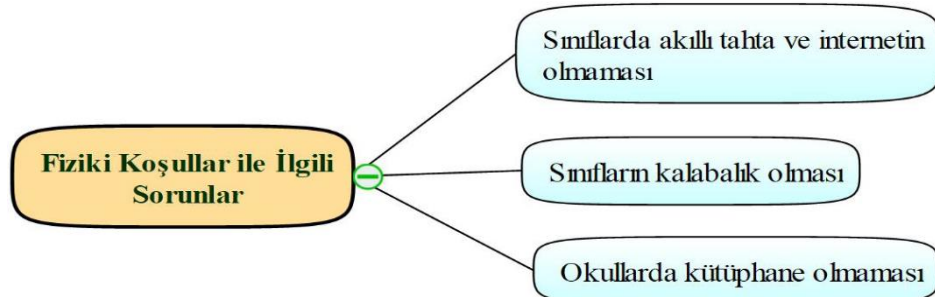 Sınıflarda akıllı tahta ve internetin
olmaması
Fiziki Koşullar ile İlgili
Sorunlar
Sınıfların kalabalık olması
Okullarda kütüphane olmaması